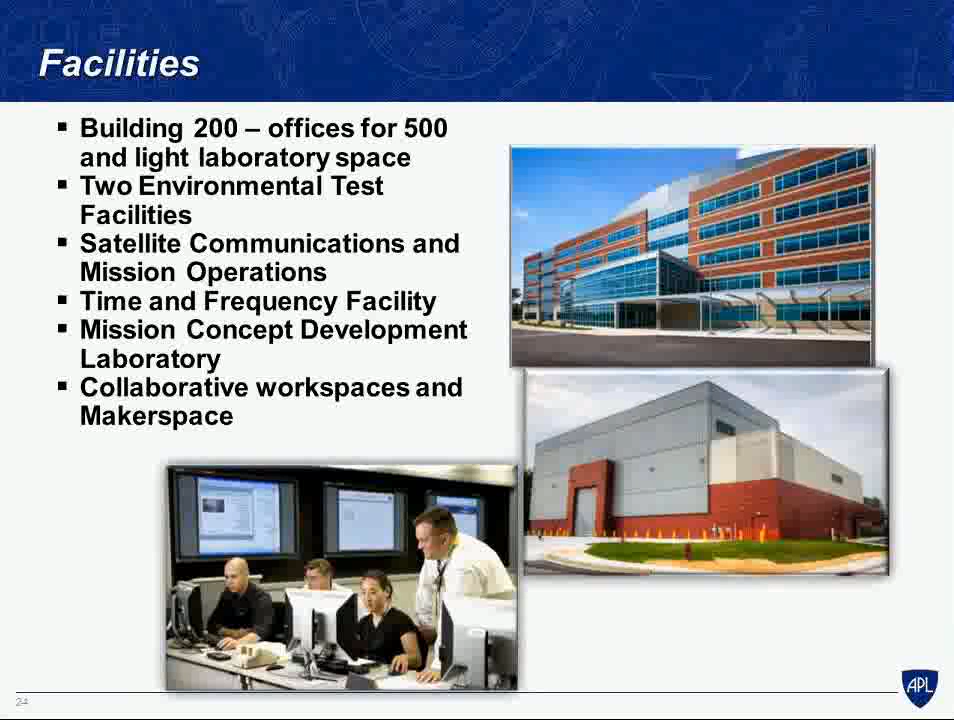 Facilities
▪ Building 200 – offices for 500
and light laboratory space
▪ Two Environmental Test
Facilities
▪ Satellite Communications and
Mission Operations
▪ Time and Frequency Facility
▪ Mission Concept Development
Laboratory
▪ Collaborative workspaces and
Makerspace
24
APL